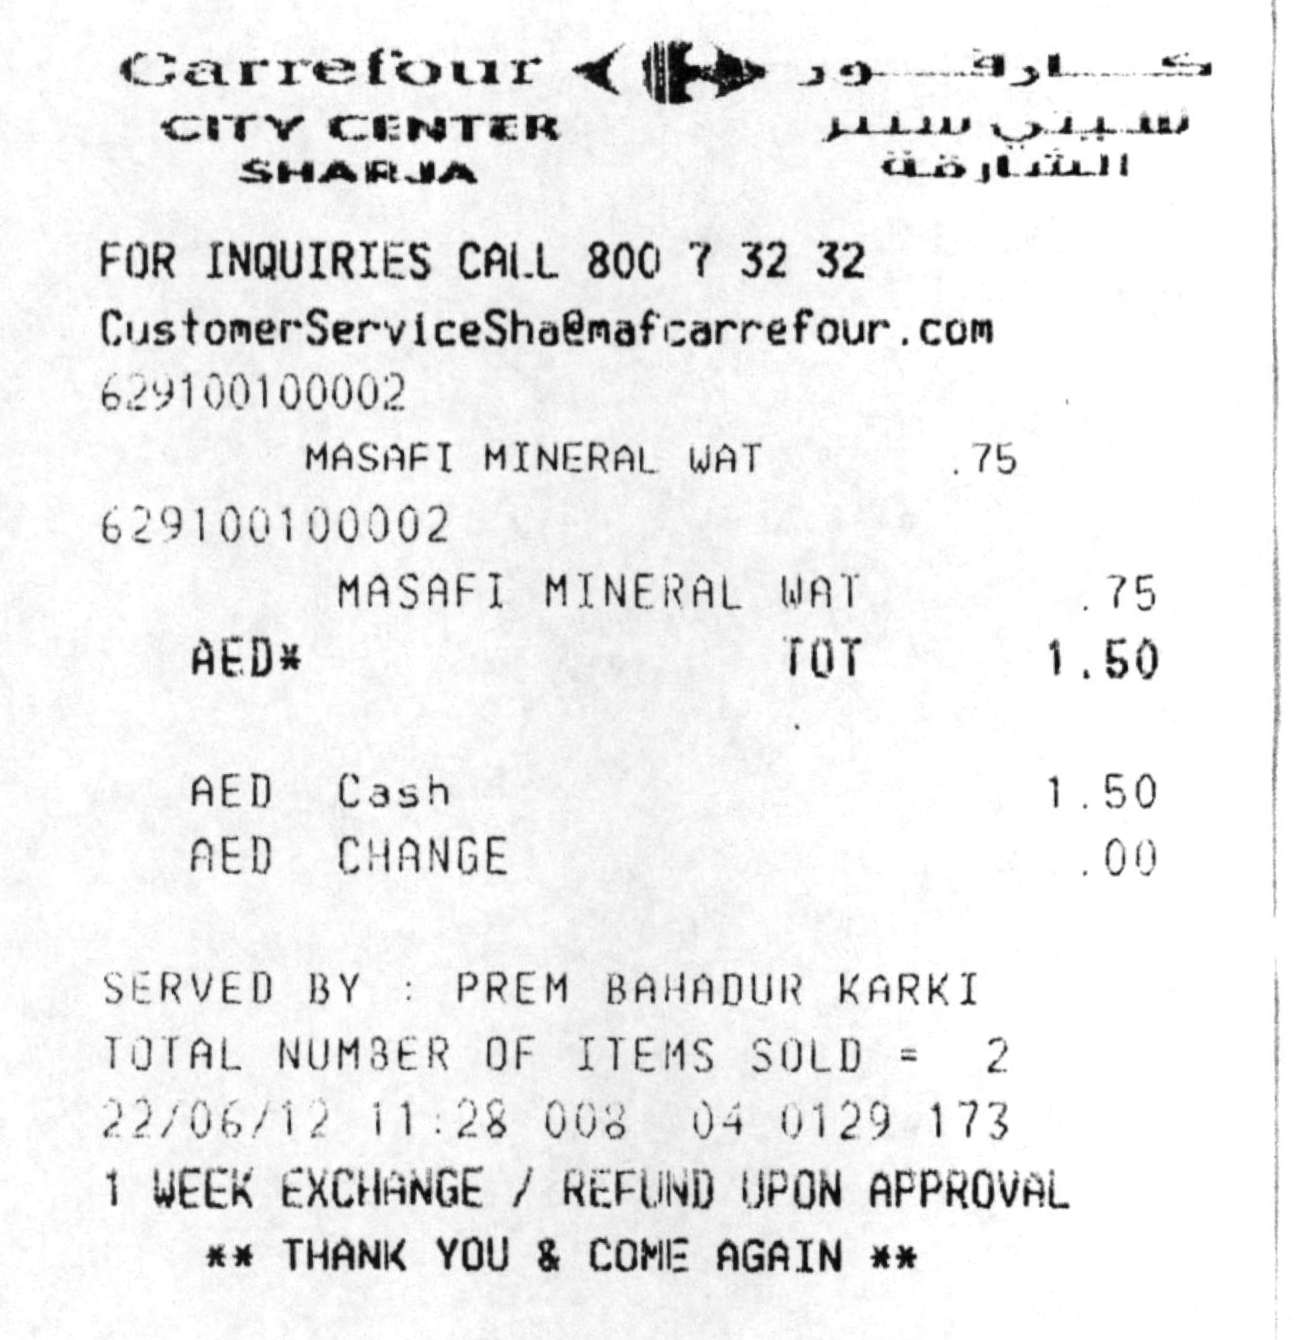 Carrefour كارفور
CITY CENTER سيتي سنتر
SHARJA الشارقة
FOR INQUIRIES CALL 800 7 32 32
CustomerServiceSha@mafcarrefour.com
629100100002
MASAFI MINERAL WAT .75
629100100002
MASAFI MINERAL WAT .75
AED* TOT 1.50
AED Cash 1.50
AED CHANGE .00
SERVED BY : PREM BAHADUR KARKI
TOTAL NUMBER OF ITEMS SOLD = 2
22/06/12 11:28 008 04 0129 173
1 WEEK EXCHANGE / REFUND UPON APPROVAL
** THANK YOU & COME AGAIN **